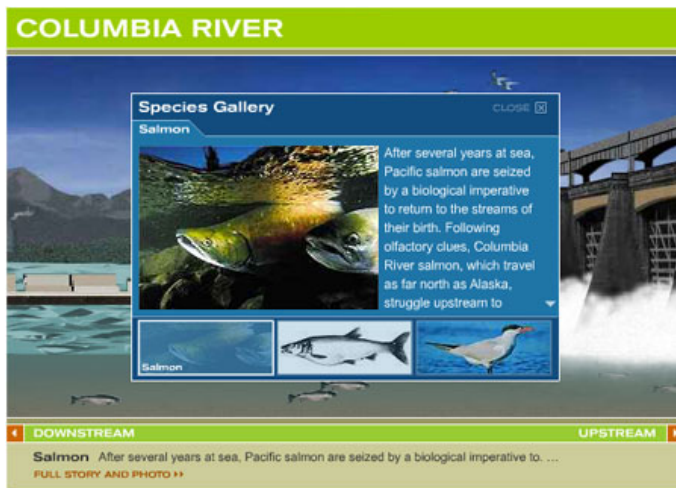 COLUMBIA RIVER
Species Gallery
CLOSE
Salmon
After several years at sea,
Pacific salmon are seized
by a biological imperative
to return to the streams of
their birth. Following
olfactory clues, Columbia
River salmon, which travel
as far north as Alaska,
struggle upstream to
Salmon
DOWNSTREAM
UPSTREAM
Salmon After several years at sea, Pacific salmon are seized by a biological imperative to. ...
FULL STORY AND PHOTO